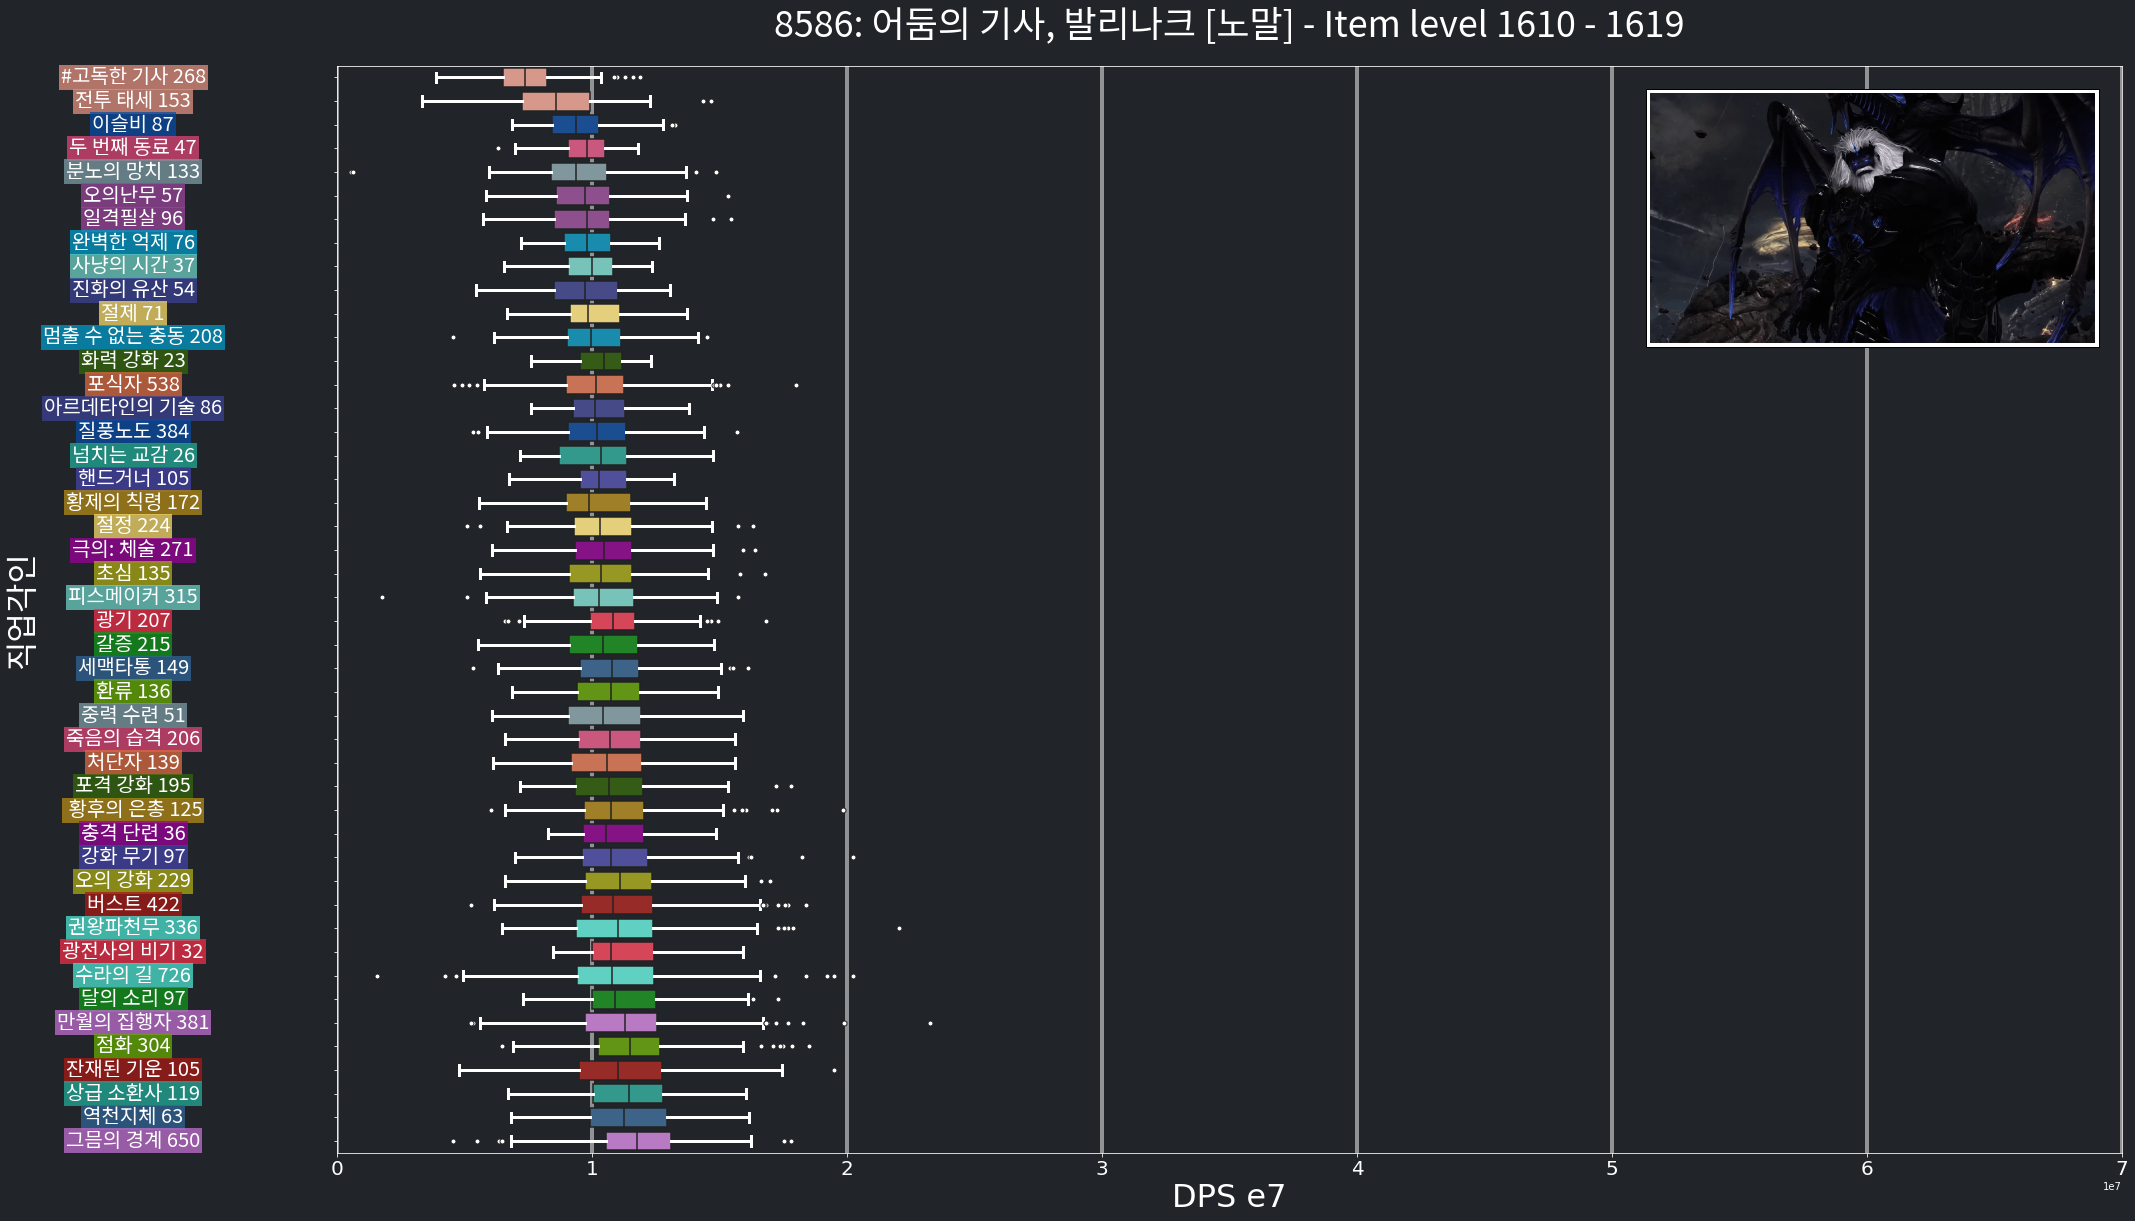 8586: 어둠의 기사, 발리나크 [노말] - Item level 1610 - 1619
#고독한 기사 268
전투 태세 153
이슬비 87
두 번째 동료 47
분노의 망치 133
오의난무 57
일격필살 96
완벽한 억제 76
사냥의 시간 37
진화의 유산 54
절제 71
멈출 수 없는 충동 208
화력 강화 23
포식자 538
아르데타인의 기술 86
질풍노도 384
넘치는 교감 26
핸드거너 105
황제의 칙령 172
절정 224
극의: 체술 271
초심 135
피스메이커 315
광기 207
갈증 215
세맥타통 149
환류 136
중력 수련 51
죽음의 습격 206
처단자 139
포격 강화 195
황후의 은총 125
충격 단련 36
강화 무기 97
오의 강화 229
버스트 422
권왕파천무 336
광전사의 비기 32
수라의 길 726
달의 소리 97
만월의 집행자 381
점화 304
잔재된 기운 105
상급 소환사 119
역천지체 63
그믐의 경계 650
직업각인
0 1 2 3 4 5 6 7
1e7
DPS e7